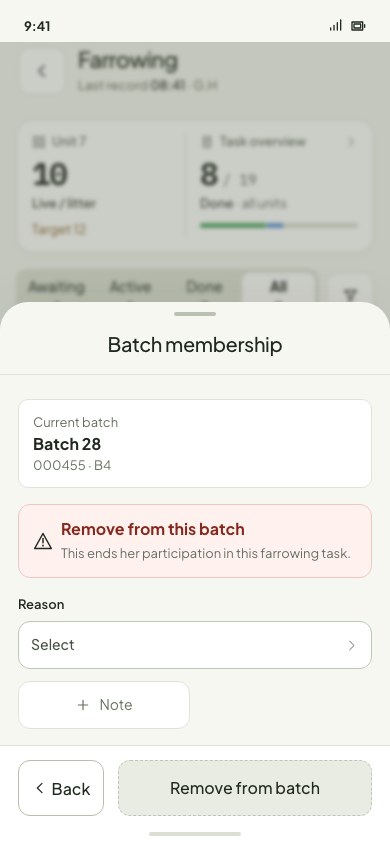 9:41
Farrowing
Last record 08:41 · G.H
Unit 7
Task overview
10
8 / 19
Live / litter
Done · all units
Target 12
Awaiting
Active
Done
All
Batch membership
Current batch
Batch 28
000455 · B4
Remove from this batch
This ends her participation in this farrowing task.
Reason
Select
+ Note
Back
Remove from batch